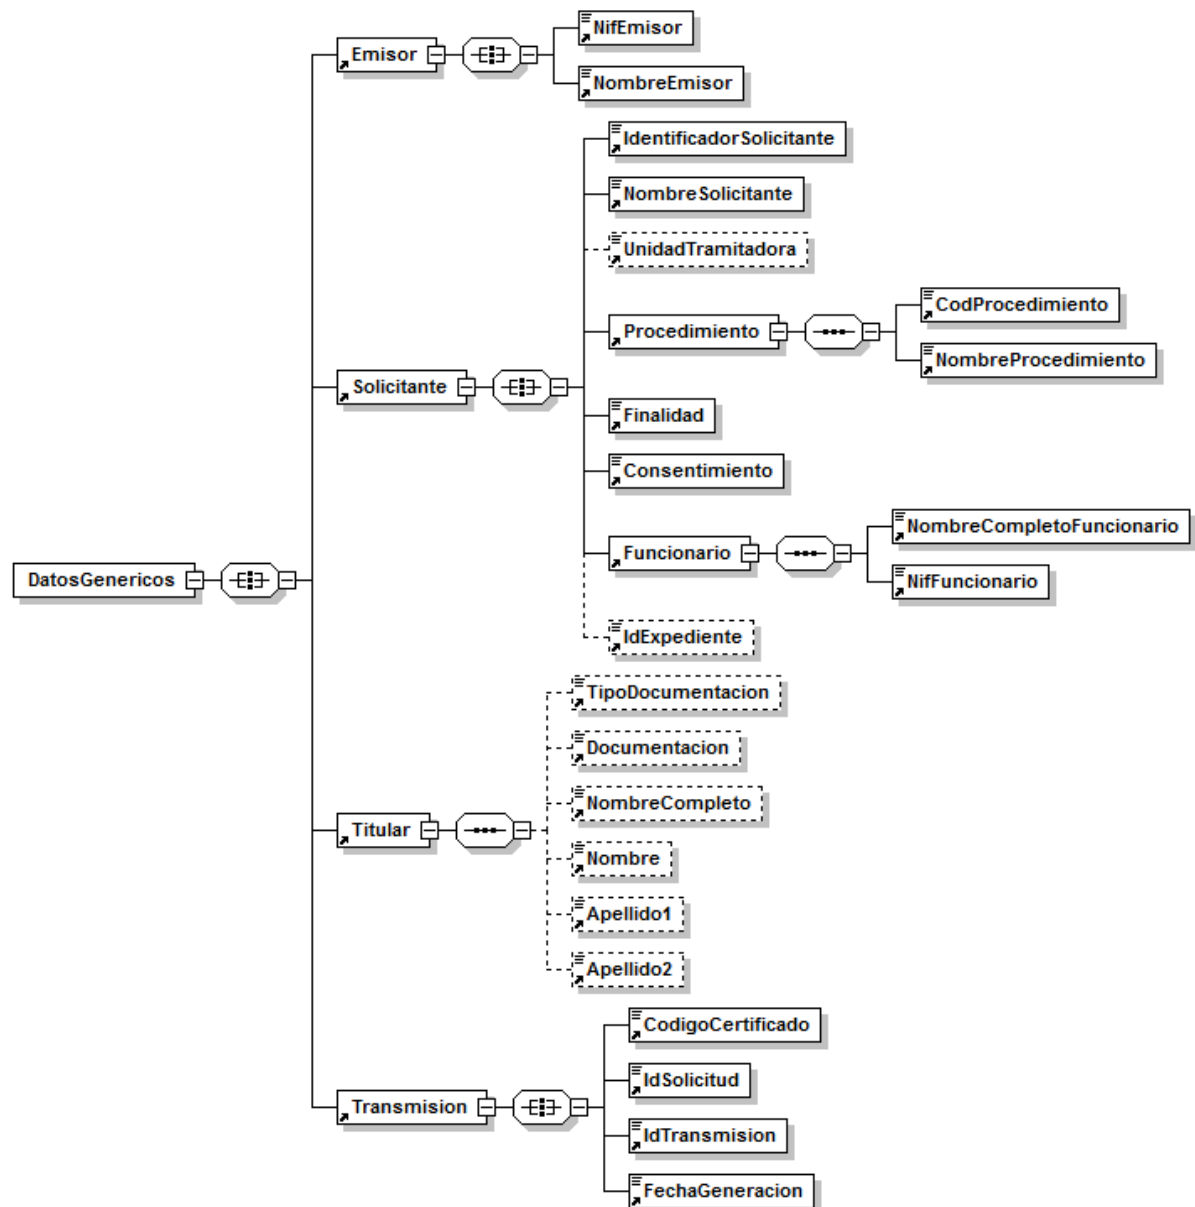 Emisor
NifEmisor
NombreEmisor
IdentificadorSolicitante
NombreSolicitante
UnidadTramitadora
Procedimiento
CodProcedimiento
NombreProcedimiento
Solicitante
Finalidad
Consentimiento
Funcionario
NombreCompletoFuncionario
NifFuncionario
DatosGenericos
IdExpediente
TipoDocumentacion
Documentacion
NombreCompleto
Titular
Nombre
Apellido1
Apellido2
CodigoCertificado
IdSolicitud
Transmision
IdTransmision
FechaGeneracion